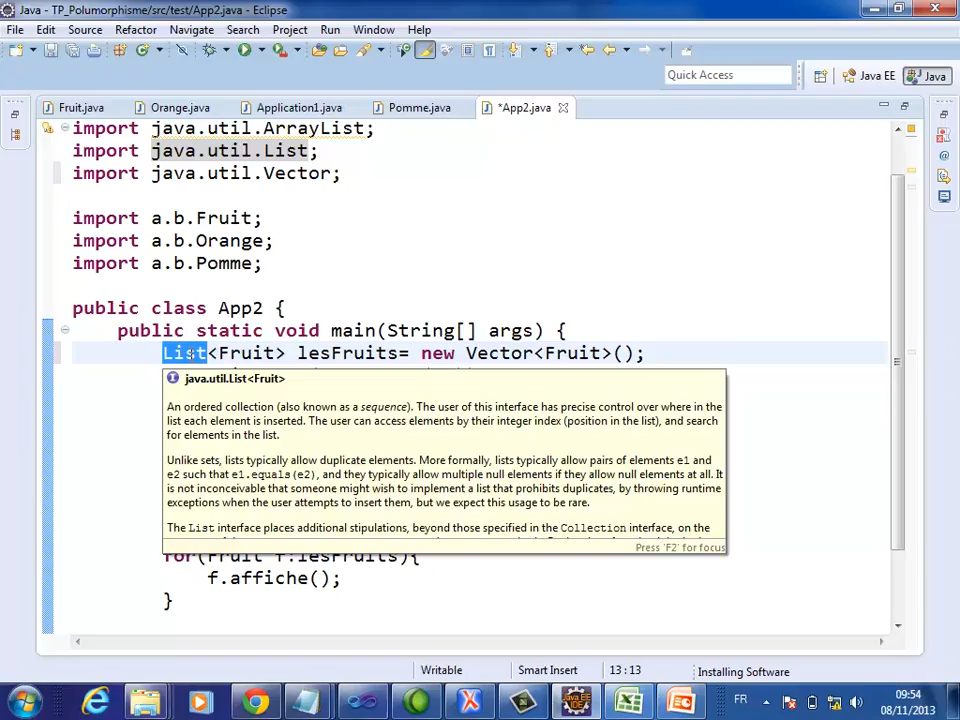 Java - TP_Polumorphisme/src/test/App2.java - Eclipse
File Edit Source Refactor Navigate Search Project Run Window Help
Quick Access
Java EE
Java
Fruit.java
Orange.java
Application1.java
Pomme.java
*App2.java
import java.util.ArrayList;
import java.util.List;
import java.util.Vector;
import a.b.Fruit;
import a.b.Orange;
import a.b.Pomme;
public class App2 {
public static void main(String[] args) {
List<Fruit> lesFruits= new Vector<Fruit>();
java.util.List<Fruit>
An ordered collection (also known as a sequence). The user of this interface has precise control over where in the
list each element is inserted. The user can access elements by their integer index (position in the list), and search
for elements in the list.
Unlike sets, lists typically allow duplicate elements. More formally, lists typically allow pairs of elements e1 and
e2 such that e1.equals(e2), and they typically allow multiple null elements if they allow null elements at all. It
is not inconceivable that someone might wish to implement a list that prohibits duplicates, by throwing runtime
exceptions when the user attempts to insert them, but we expect this usage to be rare.
The List interface places additional stipulations, beyond those specified in the Collection interface, on the
Press 'F2' for focus
for(Fruit f:lesFruits){
f.affiche();
}
Writable
Smart Insert
13 : 13
Installing Software
FR
09:54
08/11/2013